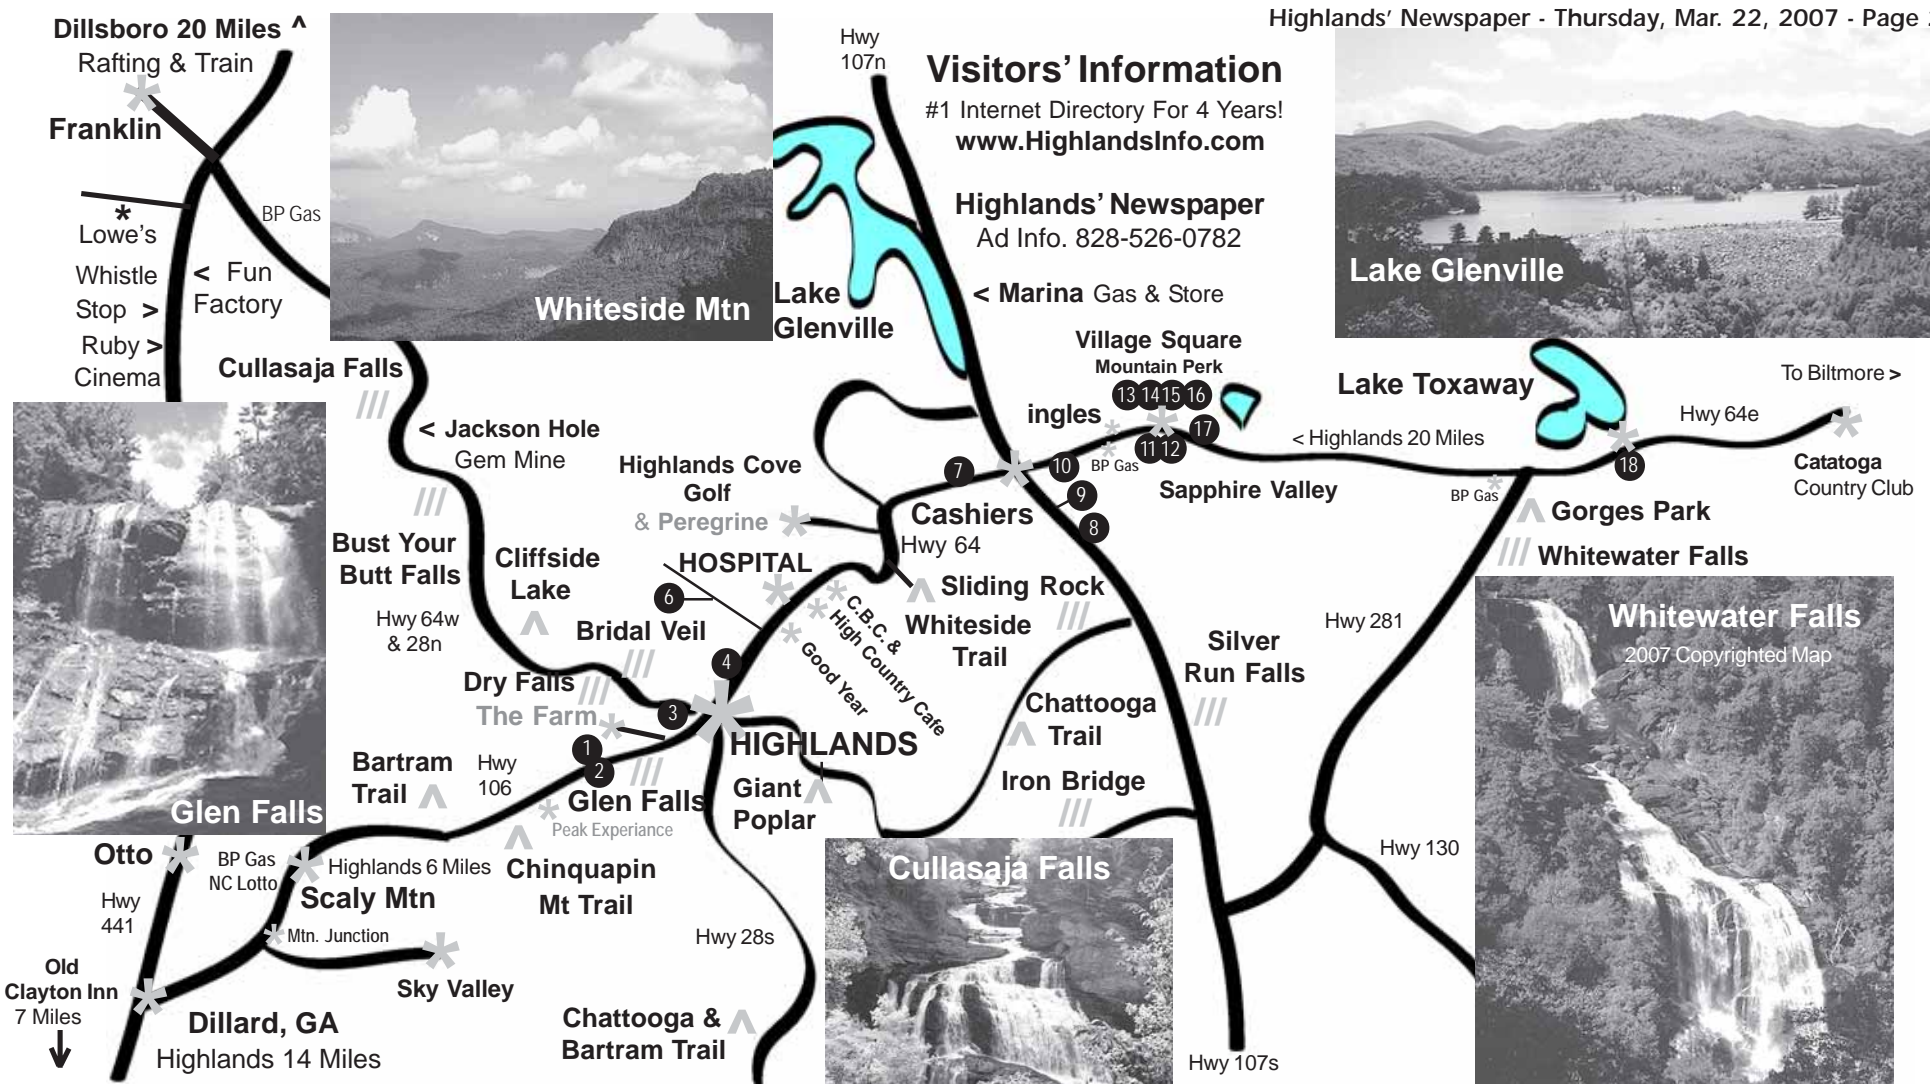 Highlands' Newspaper - Thursday, Mar. 22, 2007 - Page
Dillsboro 20 Miles ^
Rafting & Train
Franklin
BP Gas
*
Lowe's
Whistle
Stop >
< Fun
Factory
Ruby >
Cinema
Whiteside Mtn
Hwy
107n
Visitors' Information
#1 Internet Directory For 4 Years!
www.HighlandsInfo.com
Highlands' Newspaper
Ad Info. 828-526-0782
Lake Glenville
Lake
Glenville
< Marina Gas & Store
Village Square
Mountain Perk
13 14 15 16
ingles
17
11 12
BP Gas
10
Lake Toxaway
To Biltmore >
Hwy 64e
< Highlands 20 Miles
18
Catatoga
Country Club
BP Gas
Sapphire Valley
Gorges Park
Whitewater Falls
Cullasaja Falls
< Jackson Hole
Gem Mine
Highlands Cove
Golf
& Peregrine
7
9
8
Cashiers
Hwy 64
Bust Your
Butt Falls
Cliffside
Lake
HOSPITAL
6
Sliding Rock
Whiteside
Trail
C.B.C. &
High Country Cafe
Good Year
Hwy 64w
& 28n
Bridal Veil
4
Dry Falls
The Farm
3
HIGHLANDS
1
2
Silver
Run Falls
Hwy 281
Whitewater Falls
2007 Copyrighted Map
Chattooga
Trail
Iron Bridge
Bartram
Trail
Hwy
106
Glen Falls
Peak Experiance
Giant
Poplar
Glen Falls
Otto
BP Gas
NC Lotto
Highlands 6 Miles
Scaly Mtn
Chinquapin
Mt Trail
Cullasaja Falls
Hwy 130
Hwy
441
Mtn. Junction
Sky Valley
Hwy 28s
Old
Clayton Inn
7 Miles
Dillard, GA
Highlands 14 Miles
Chattooga &
Bartram Trail
Hwy 107s